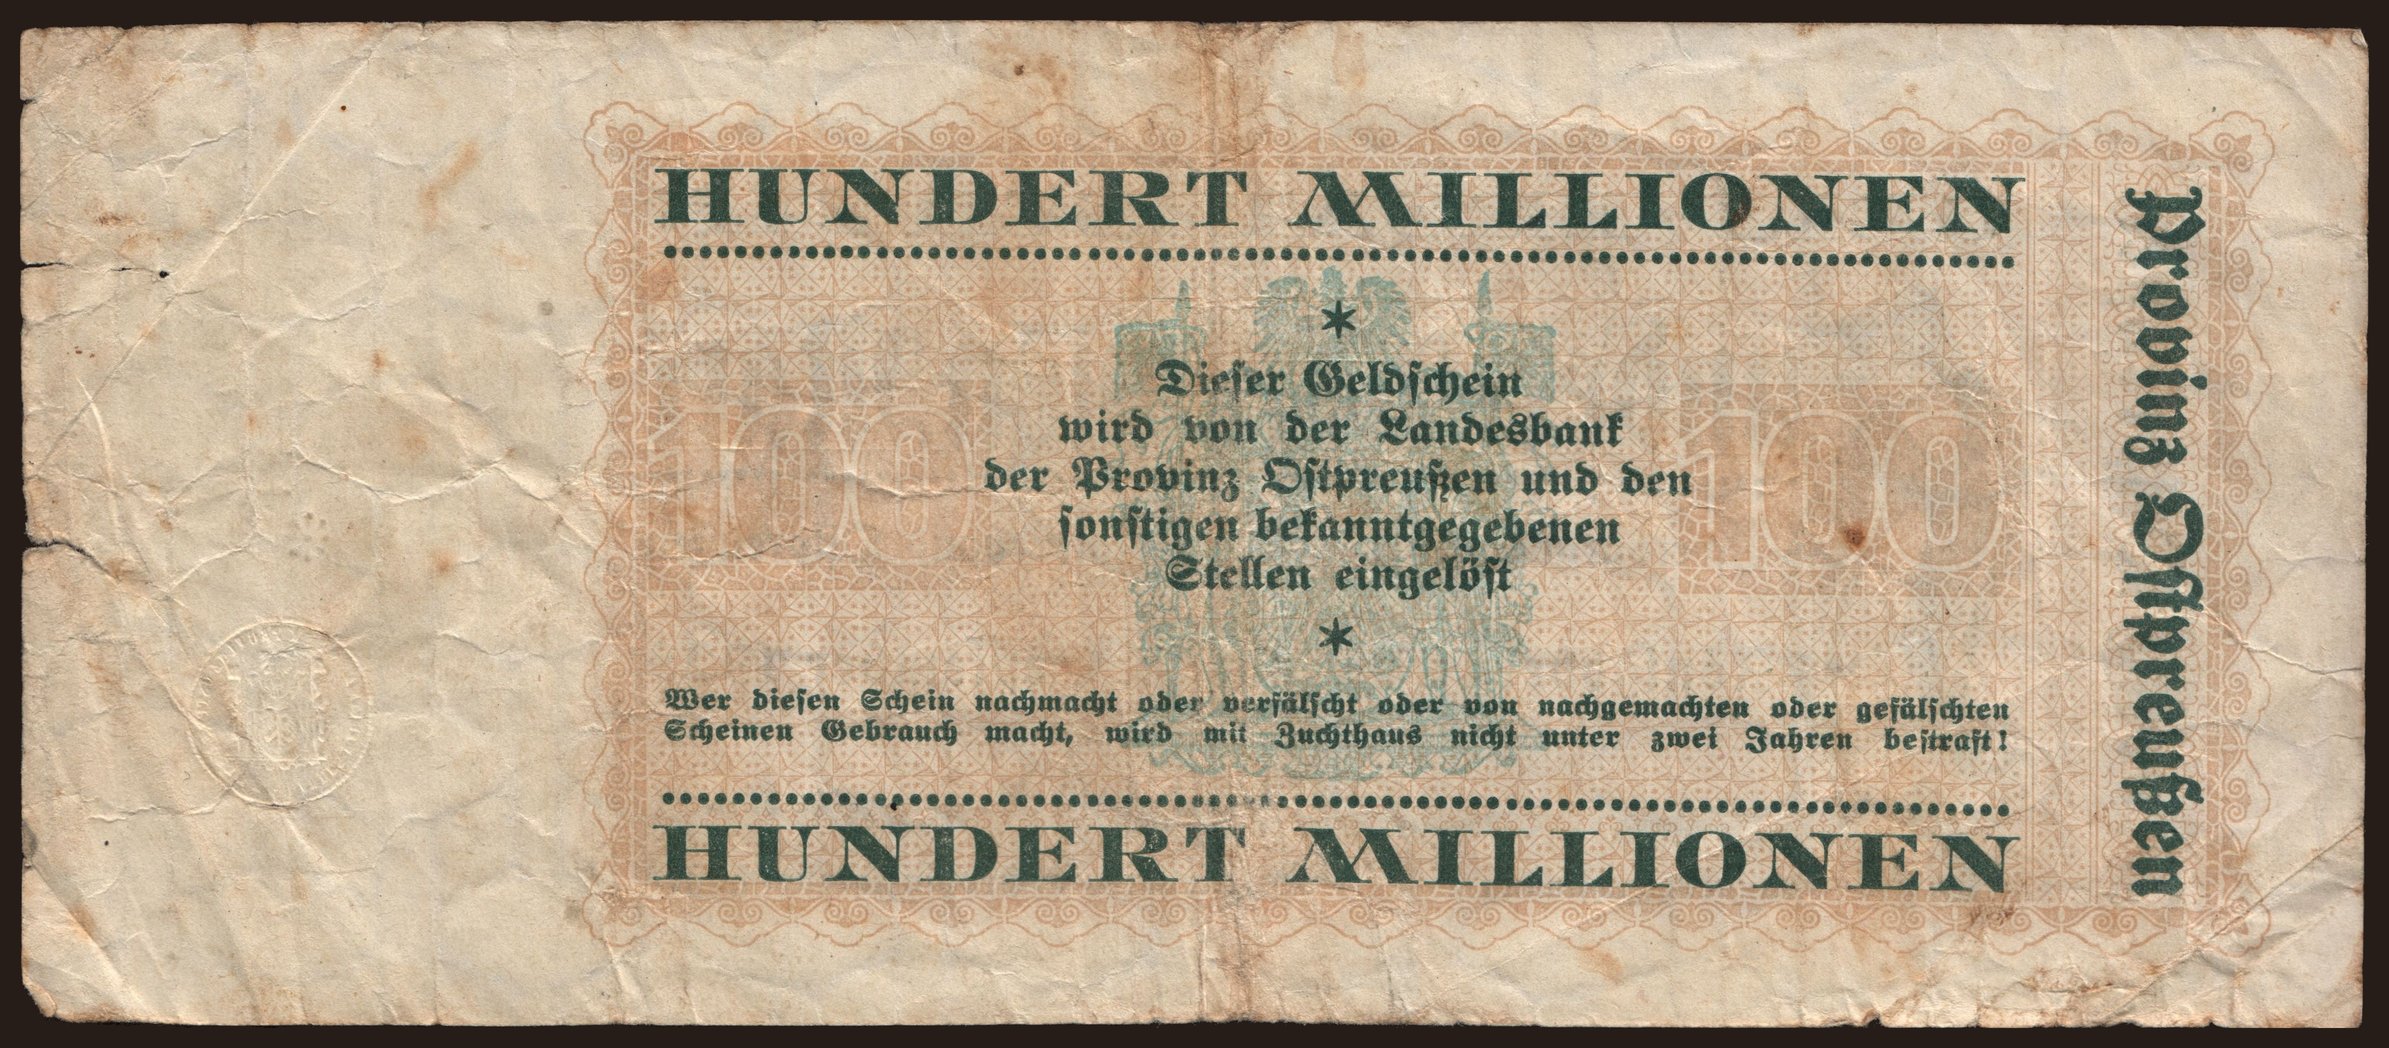 HUNDERT MILLIONEN
Dieser Geldschein
wird von der Landesbank
100
der Provinz Ostpreußen und den
100
sonstigen bekanntgegebenen
Stellen eingelöst
Wer diesen Schein nachmacht oder verfälscht oder von nachgemachten oder gefälschten
Scheinen Gebrauch macht, wird mit Zuchthaus nicht unter zwei Jahren bestraft!
HUNDERT MILLIONEN
Provinz Ostpreußen